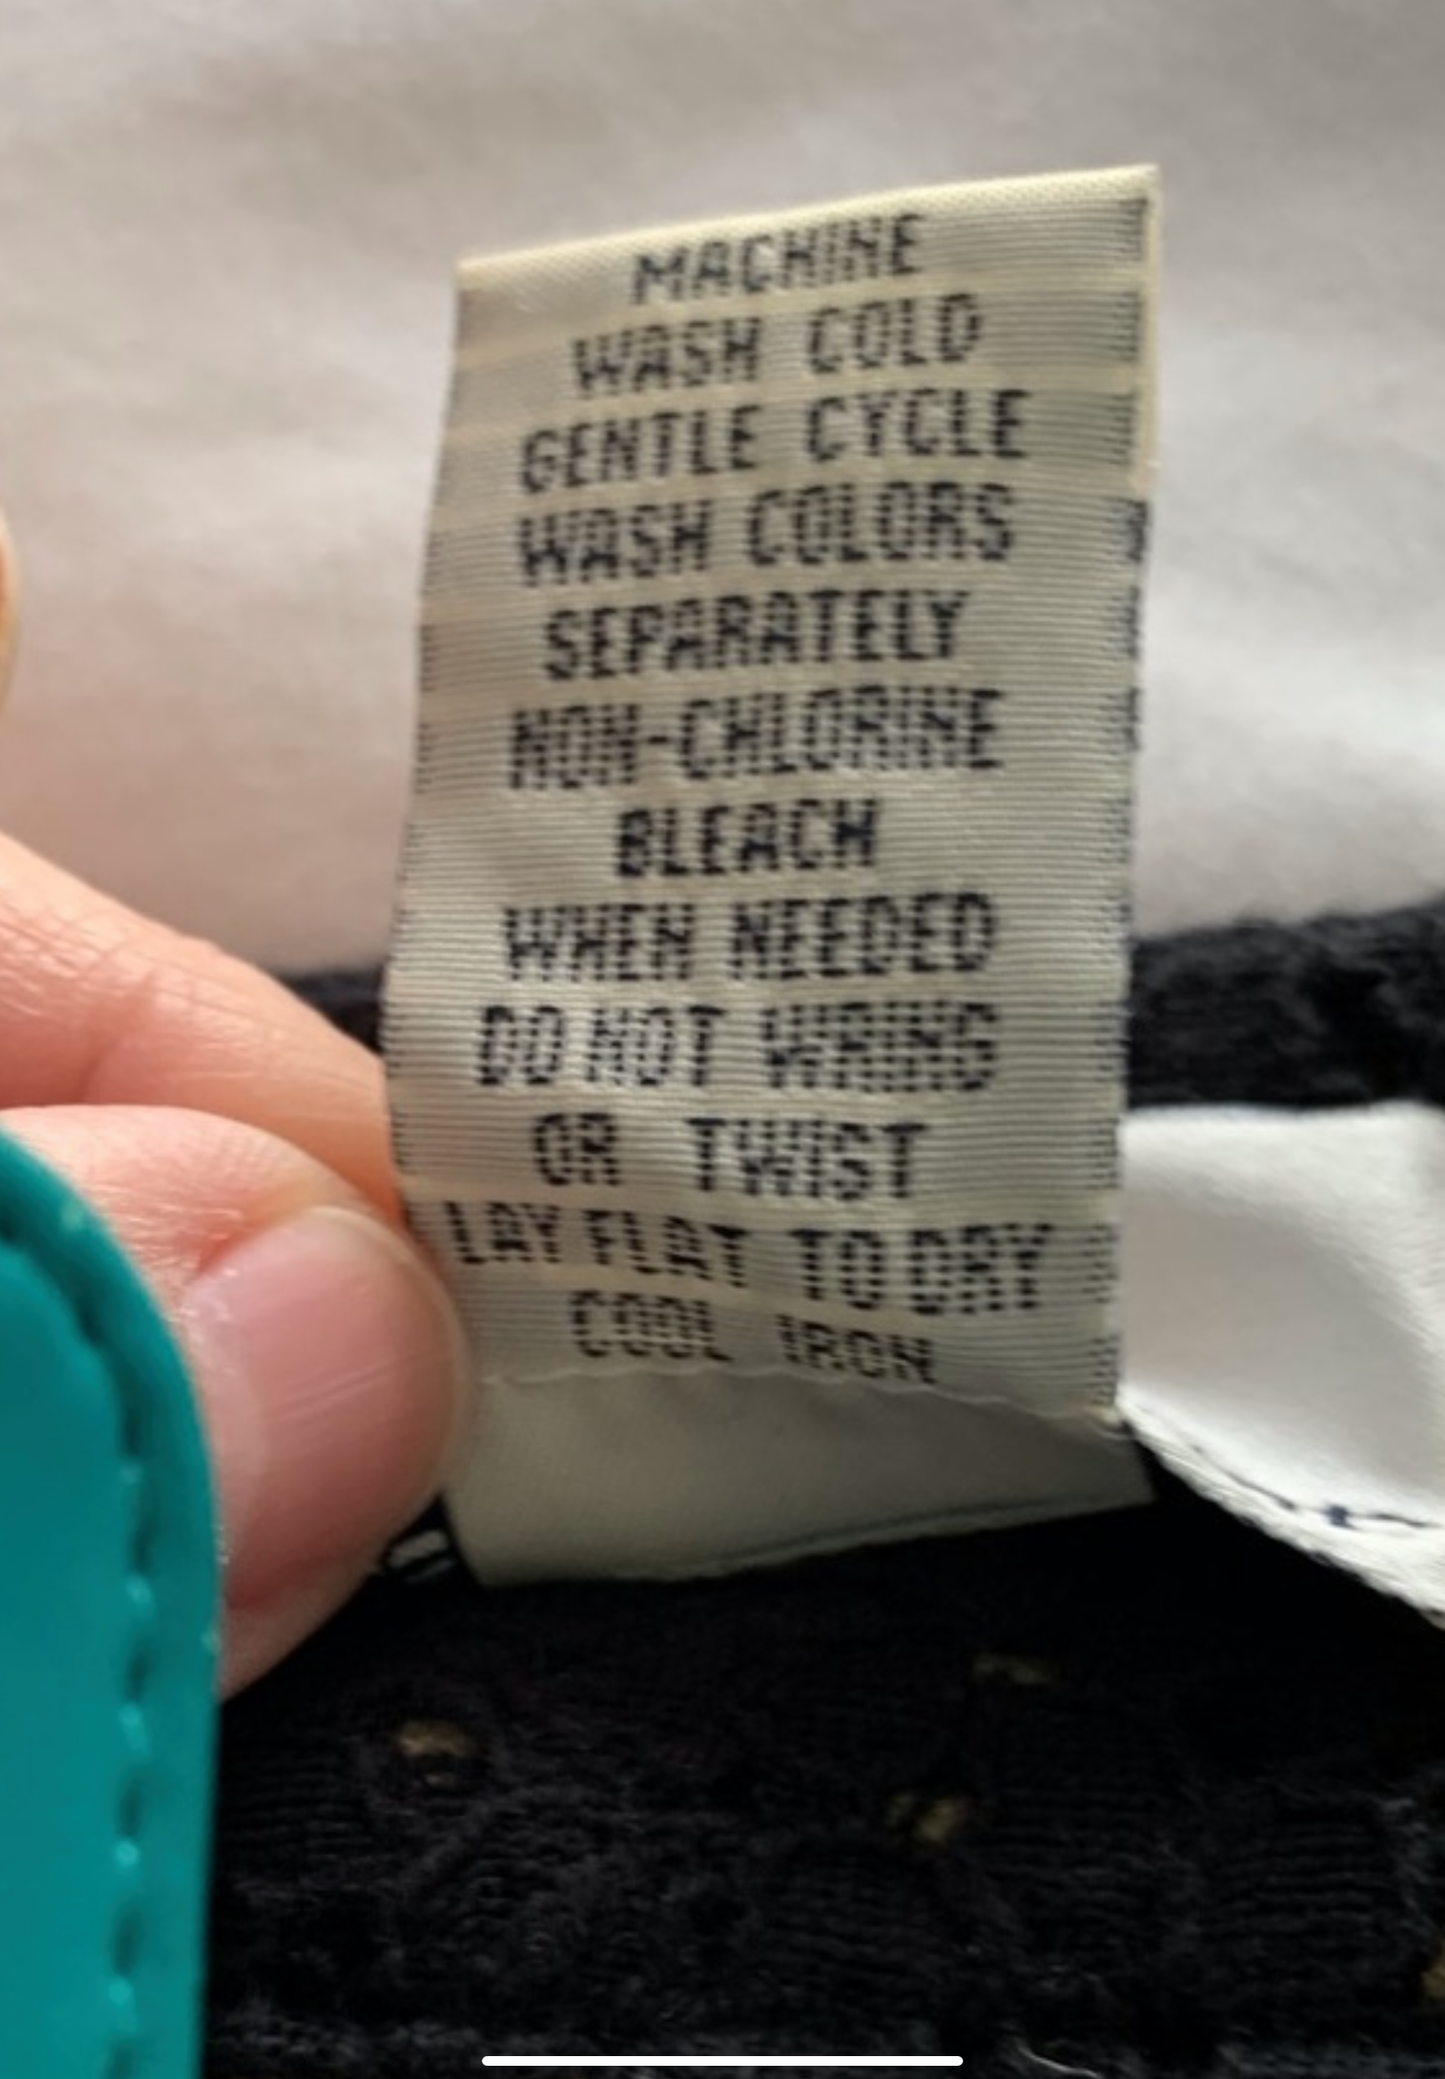 MACHINE
WASH COLD
GENTLE CYCLE
WASH COLORS
SEPARATELY
NON-CHLORINE
BLEACH
WHEN NEEDED
DO NOT WRING
OR TWIST
LAY FLAT TO DRY
COOL IRON